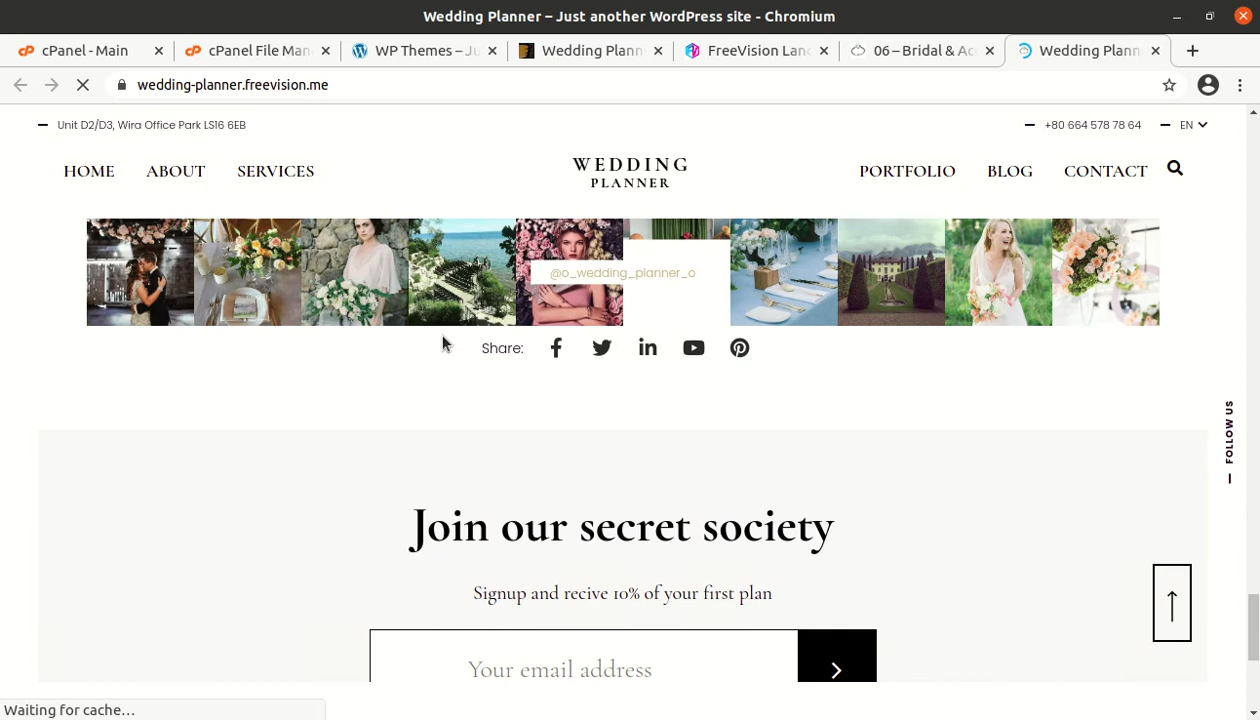 Wedding Planner – Just another WordPress site - Chromium
cPanel - Main
cPanel File Man
WP Themes – Ju
Wedding Plann
FreeVision Lanc
06 – Bridal & Ac
Wedding Plann
wedding-planner.freevision.me
Unit D2/D3, Wira Office Park LS16 6EB
+80 664 578 78 64
EN
HOME
ABOUT
SERVICES
WEDDING
PLANNER
PORTFOLIO
BLOG
CONTACT
@o_wedding_planner_o
Share:
FOLLOW US
Join our secret society
Signup and recive 10% of your first plan
Your email address
Waiting for cache...